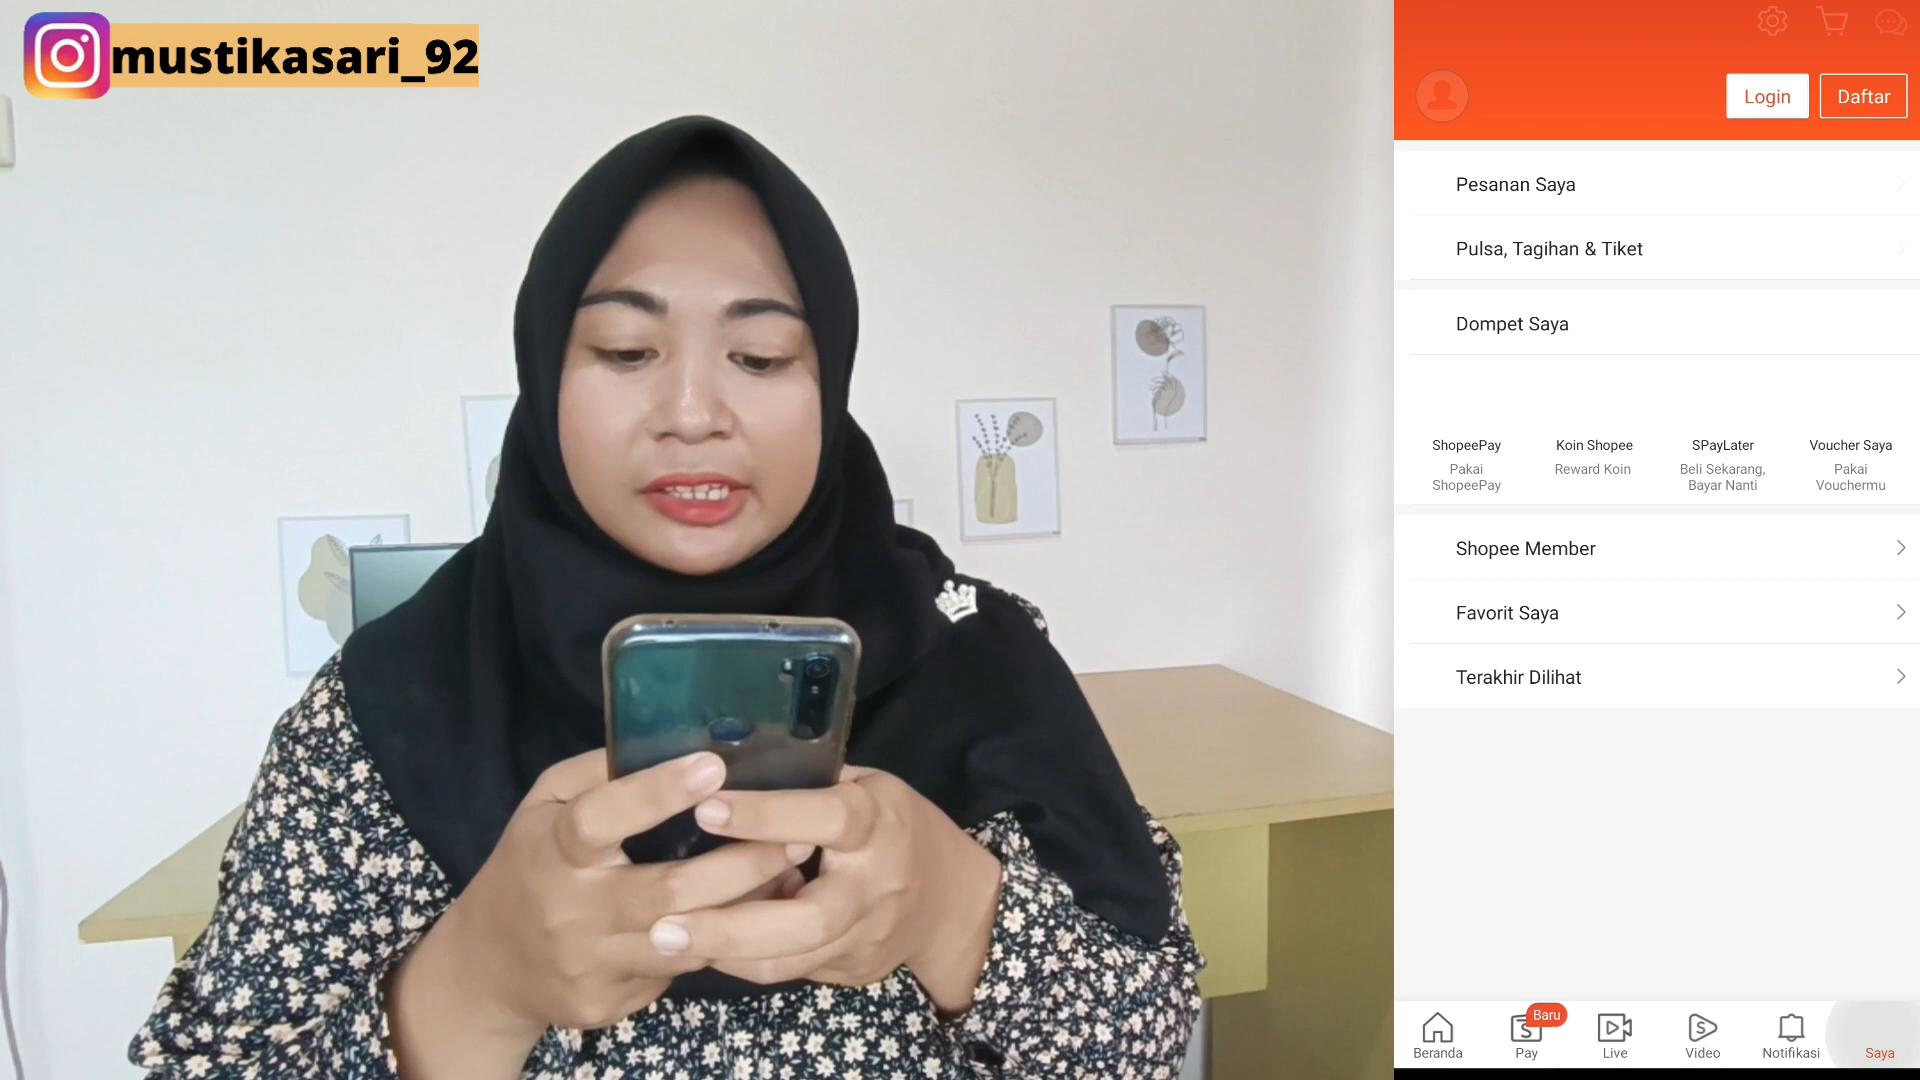 mustikasari_92
Login
Daftar
Pesanan Saya
Pulsa, Tagihan & Tiket
Dompet Saya
ShopeePay
Pakai
ShopeePay
Koin Shopee
Reward Koin
SPayLater
Beli Sekarang,
Bayar Nanti
Voucher Saya
Pakai
Vouchermu
Shopee Member
Favorit Saya
Terakhir Dilihat
Beranda
Baru
Pay
Live
Video
Notifikasi
Saya